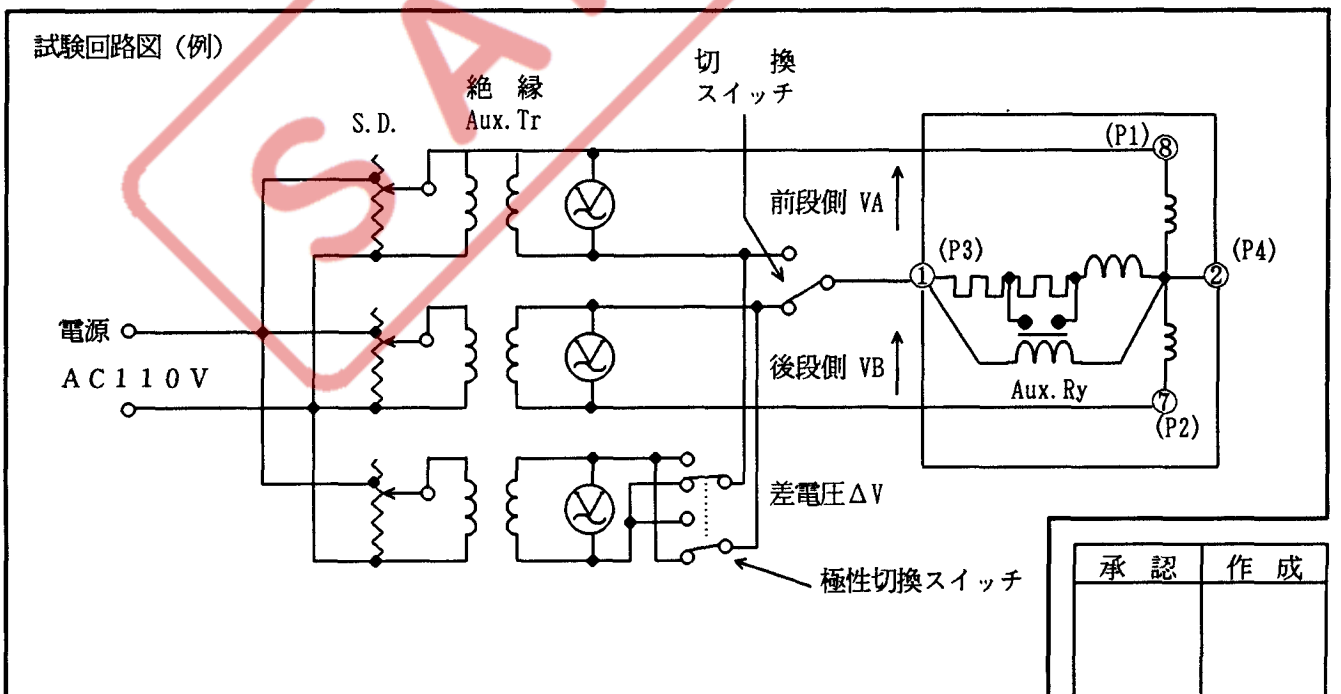 試験回路図（例）
切 換
スイッチ
絶 縁
Aux.Tr
S.D.
(P1)
⑧
前段側 VA
(P3)
①
(P4)
②
電源
AC110V
後段側 VB
Aux.Ry
⑦
(P2)
差電圧ΔV
極性切換スイッチ
承 認
作 成
SA